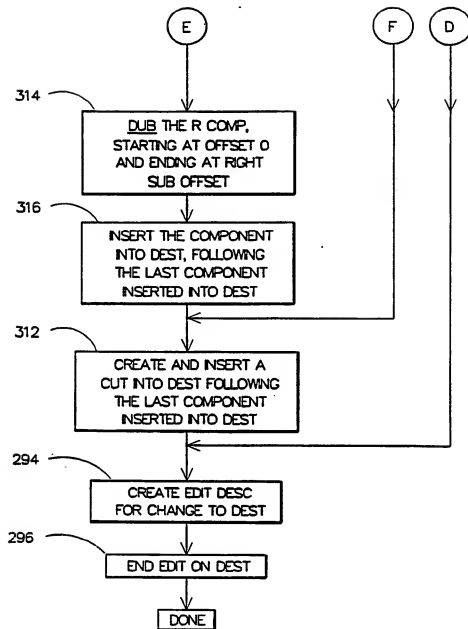 E
F
D
314
DUB THE R COMP,
STARTING AT OFFSET 0
AND ENDING AT RIGHT
SUB OFFSET
316
INSERT THE COMPONENT
INTO DEST, FOLLOWING
THE LAST COMPONENT
INSERTED INTO DEST
312
CREATE AND INSERT A
CUT INTO DEST FOLLOWING
THE LAST COMPONENT
INSERTED INTO DEST
294
CREATE EDIT DESC
FOR CHANGE TO DEST
296
END EDIT ON DEST
DONE